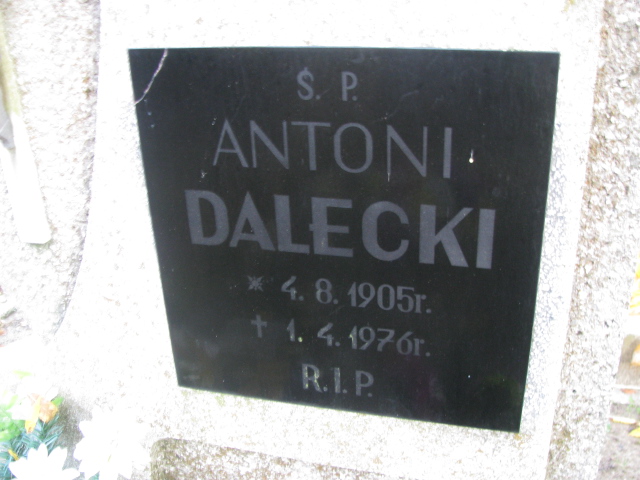 Ś. P.
ANTONI
DALECKI
* 4. 8. 1905r.
† 1. 4. 1976r.
R.I.P.